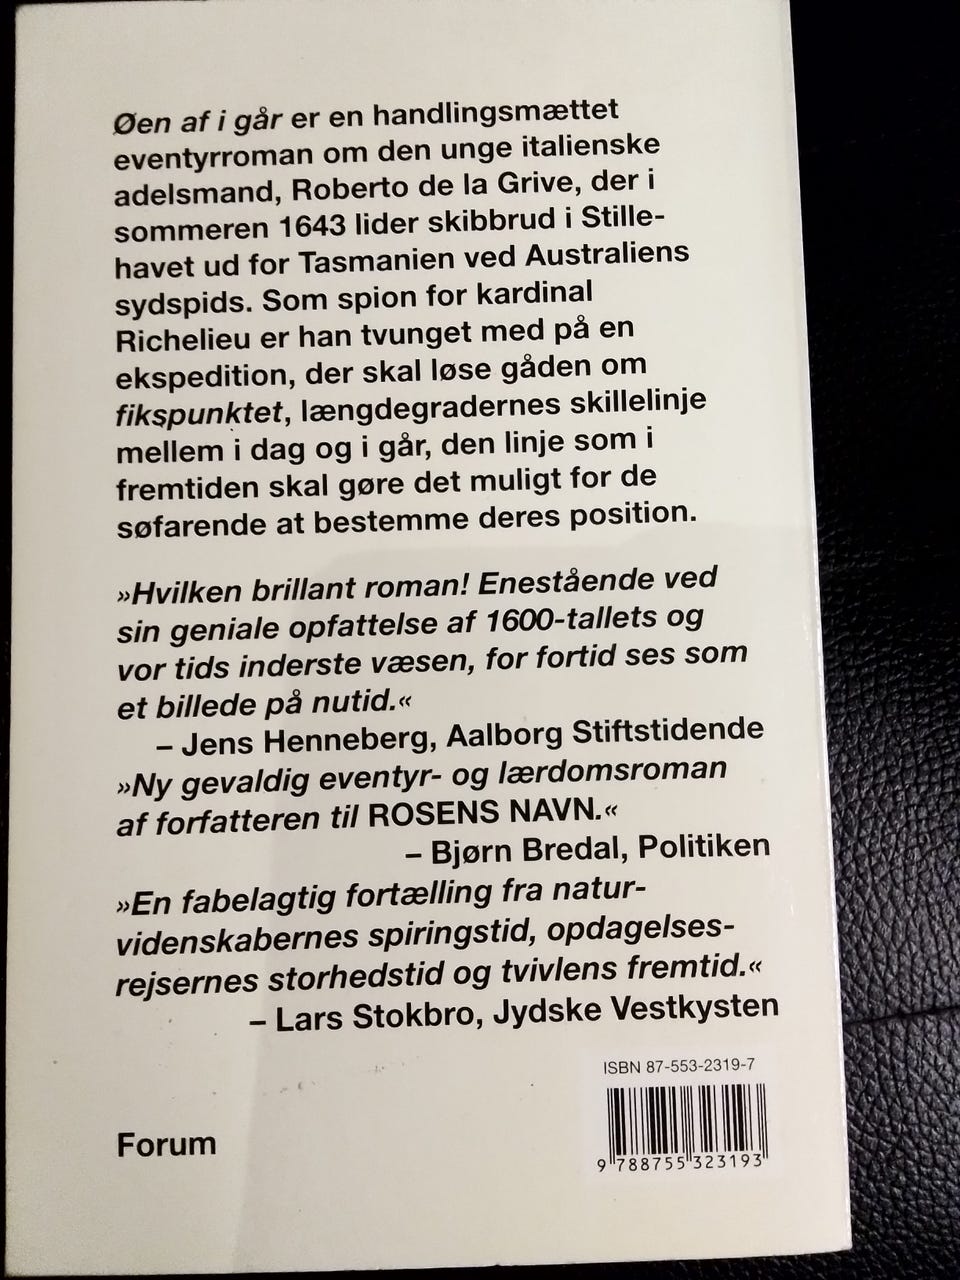 Øen af i går er en handlingsmættet
eventyrroman om den unge italienske
adelsmand, Roberto de la Grive, der i
sommeren 1643 lider skibbrud i Stille-
havet ud for Tasmanien ved Australiens
sydspids. Som spion for kardinal
Richelieu er han tvunget med på en
ekspedition, der skal løse gåden om
fikspunktet, længdegradernes skillelinje
mellem i dag og i går, den linje som i
fremtiden skal gøre det muligt for de
søfarende at bestemme deres position.
»Hvilken brillant roman! Enestående ved
sin geniale opfattelse af 1600-tallets og
vor tids inderste væsen, for fortid ses som
et billede på nutid.«
– Jens Henneberg, Aalborg Stiftstidende
»Ny gevaldig eventyr- og lærdomsroman
af forfatteren til ROSENS NAVN.«
– Bjørn Bredal, Politiken
»En fabelagtig fortælling fra natur-
videnskabernes spiringstid, opdagelses-
rejsernes storhedstid og tvivlens fremtid.«
– Lars Stokbro, Jydske Vestkysten
ISBN 87-553-2319-7
Forum
9 788755 323193